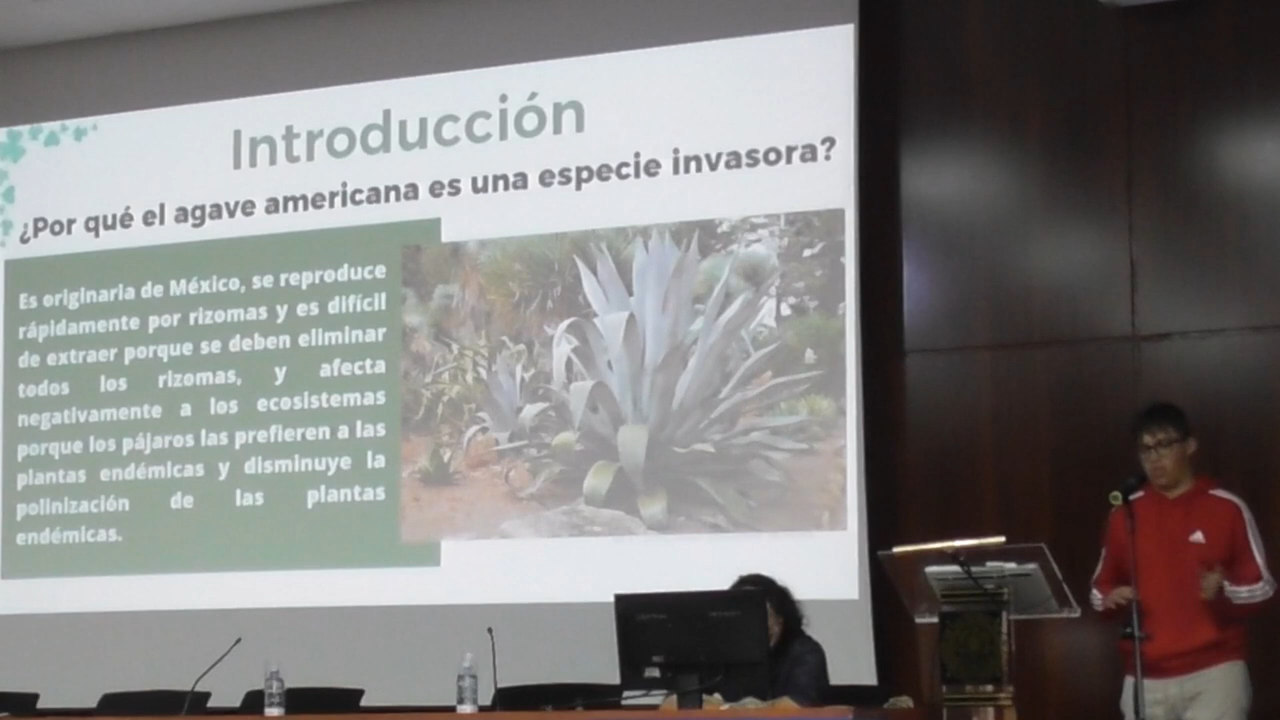 Introducción
¿Por qué el agave americana es una especie invasora?
Es originaria de México, se reproduce
rápidamente por rizomas y es difícil
de extraer porque se deben eliminar
todos los rizomas, y afecta
negativamente a los ecosistemas
porque los pájaros las prefieren a las
plantas endémicas y disminuye la
polinización de las plantas
endémicas.